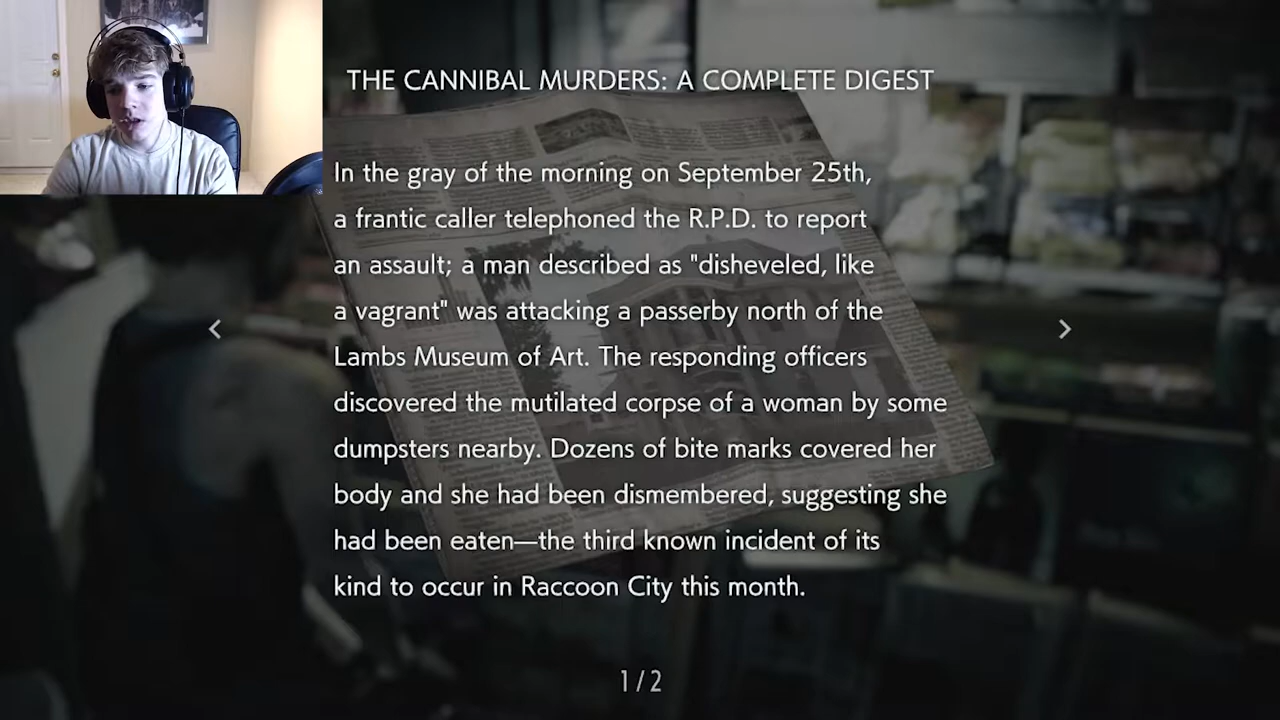 THE CANNIBAL MURDERS: A COMPLETE DIGEST
In the gray of the morning on September 25th,
a frantic caller telephoned the R.P.D. to report
an assault; a man described as "disheveled, like
a vagrant" was attacking a passerby north of the
Lambs Museum of Art. The responding officers
discovered the mutilated corpse of a woman by some
dumpsters nearby. Dozens of bite marks covered her
body and she had been dismembered, suggesting she
had been eaten—the third known incident of its
kind to occur in Raccoon City this month.
1 / 2